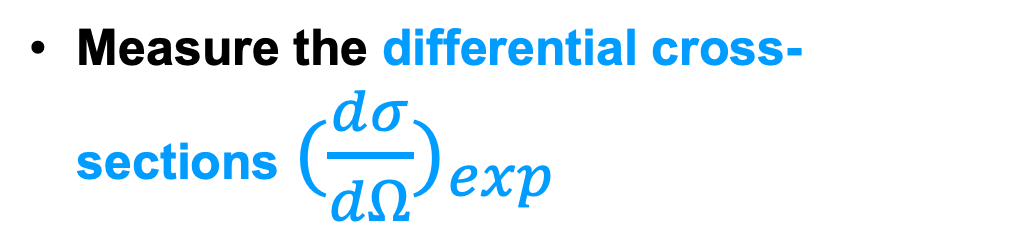 • Measure the differential cross-
sections (dσ/dΩ)exp